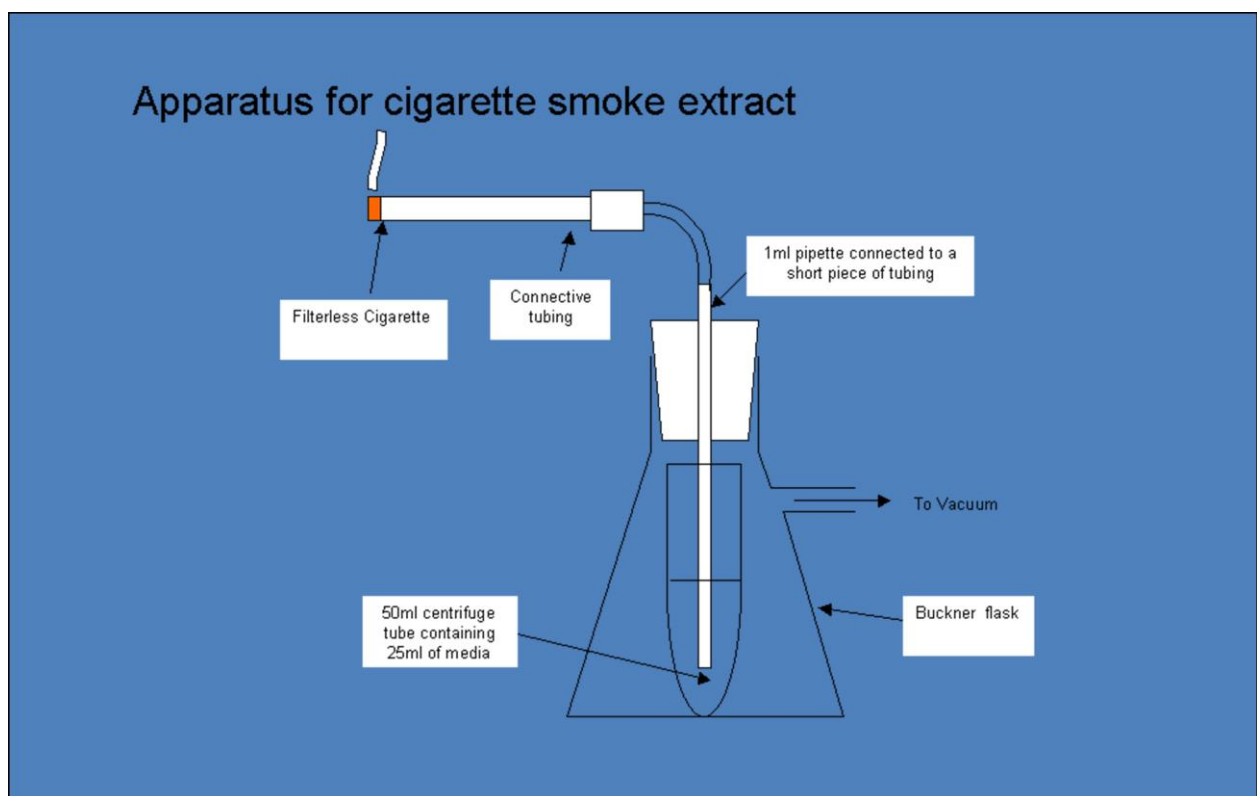 Apparatus for cigarette smoke extract
1ml pipette connected to a
short piece of tubing
Filterless Cigarette
Connective
tubing
To Vacuum
50ml centrifuge
tube containing
25ml of media
Buckner flask